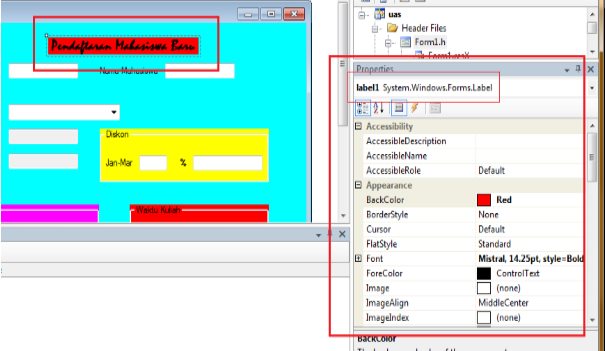 Pendaftaran Mahasiswa Baru
Nama Mahasiswa
Diskon
Jan-Mar
%
Waktu Kuliah
uas
Header Files
Form1.h
Form1.resX
Properties
label1 System.Windows.Forms.Label
Accessibility
AccessibleDescription
AccessibleName
AccessibleRole Default
Appearance
BackColor Red
BorderStyle None
Cursor Default
FlatStyle Standard
Font Mistral, 14.25pt, style=Bold
ForeColor ControlText
Image (none)
ImageAlign MiddleCenter
ImageIndex (none)
BackColor